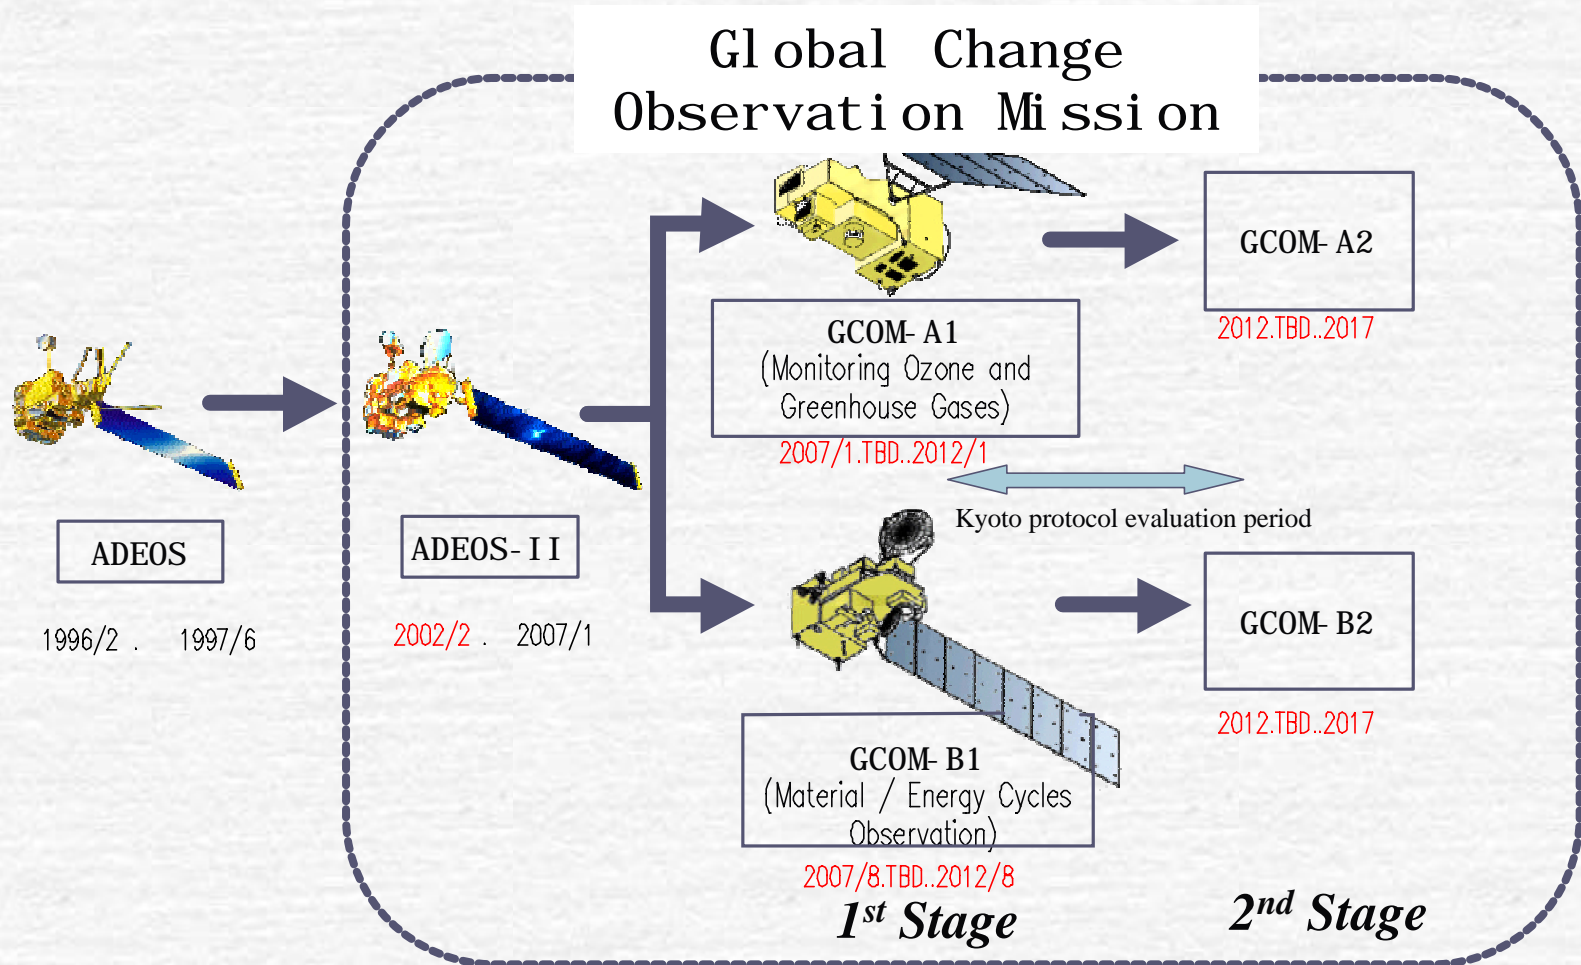 Global Change
Observation Mission
GCOM-A2
2012.TBD..2017
GCOM-A1
(Monitoring Ozone and
Greenhouse Gases)
2007/1.TBD..2012/1
Kyoto protocol evaluation period
ADEOS
1996/2 . 1997/6
ADEOS-II
2002/2 . 2007/1
GCOM-B2
2012.TBD..2017
GCOM-B1
(Material / Energy Cycles
Observation)
2007/8.TBD..2012/8
1st Stage
2nd Stage